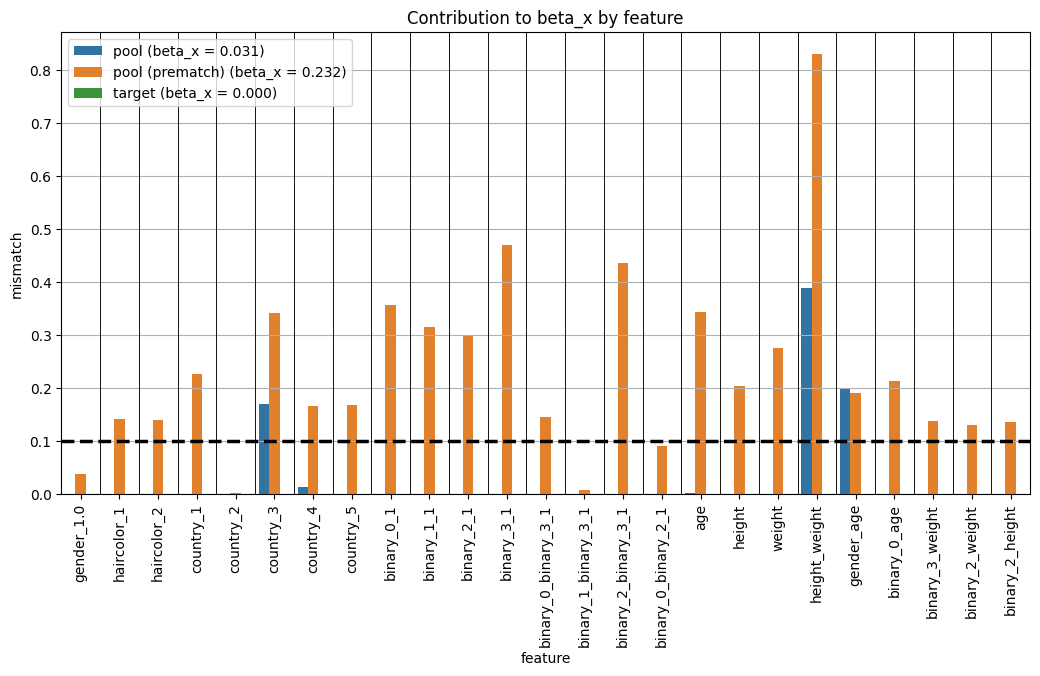 Contribution to beta_x by feature
pool (beta_x = 0.031)
pool (prematch) (beta_x = 0.232)
target (beta_x = 0.000)
mismatch
0.8
0.7
0.6
0.5
0.4
0.3
0.2
0.1
0.0
gender_1.0
haircolor_1
haircolor_2
country_1
country_2
country_3
country_4
country_5
binary_0_1
binary_1_1
binary_2_1
binary_3_1
binary_0_binary_3_1
binary_1_binary_3_1
binary_2_binary_3_1
binary_0_binary_2_1
age
height
weight
height_weight
gender_age
binary_0_age
binary_3_weight
binary_2_weight
binary_2_height
feature